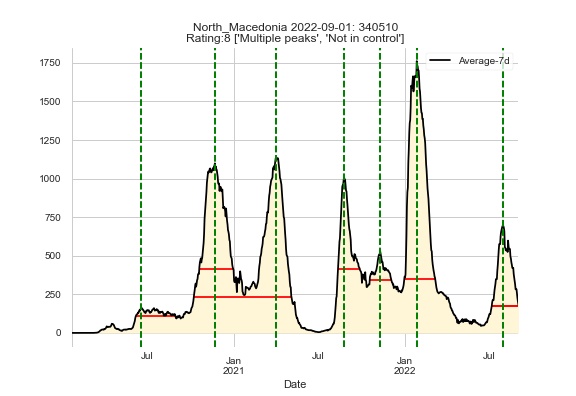 North_Macedonia 2022-09-01: 340510
Rating:8 ['Multiple peaks', 'Not in control']
Average-7d
1750
1500
1250
1000
750
500
250
0
Jul Jan Jul Jan Jul
2021 2022
Date